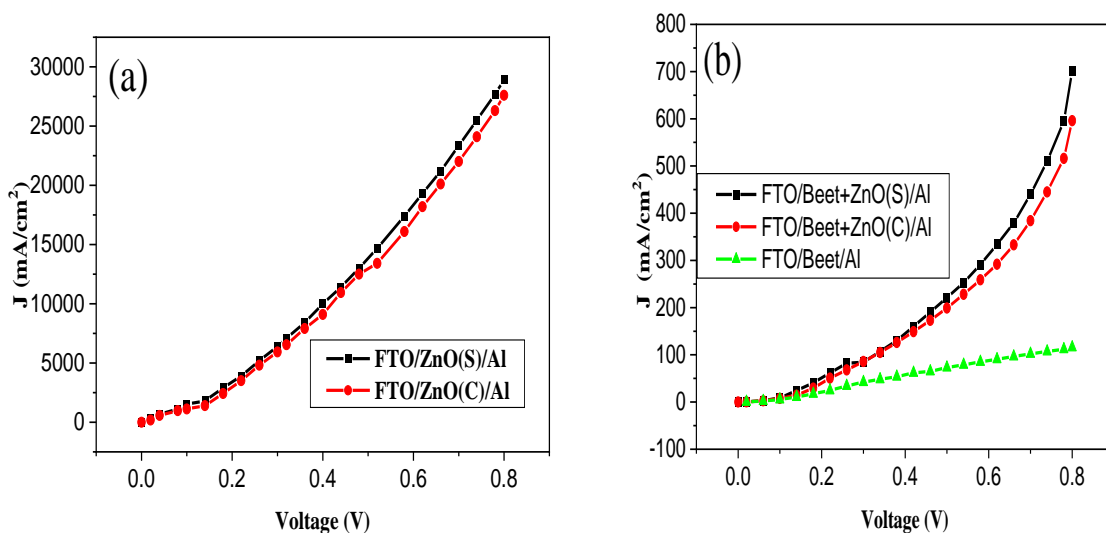 (a)
30000
25000
20000
15000
10000
5000
0
J (mA/cm²)
FTO/ZnO(S)/Al
FTO/ZnO(C)/Al
0.0 0.2 0.4 0.6 0.8
Voltage (V)
(b)
800
700
600
500
400
300
200
100
0
-100
J (mA/cm²)
FTO/Beet+ZnO(S)/Al
FTO/Beet+ZnO(C)/Al
FTO/Beet/Al
0.0 0.2 0.4 0.6 0.8
Voltage (V)